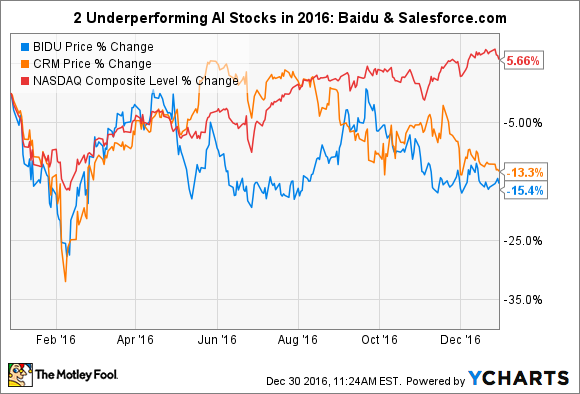 2 Underperforming AI Stocks in 2016: Baidu & Salesforce.com
BIDU Price % Change
CRM Price % Change
NASDAQ Composite Level % Change
5.66%
-5.00%
-13.3%
-15.4%
-25.0%
-35.0%
Feb '16 Apr '16 Jun '16 Aug '16 Oct '16 Dec '16
The Motley Fool.
Dec 30 2016, 11:24AM EST. Powered by YCHARTS